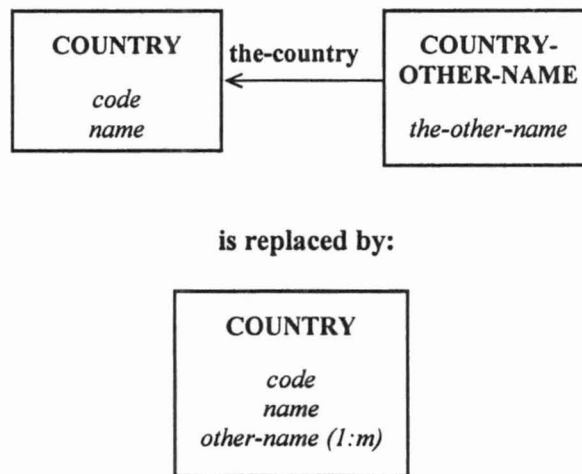 COUNTRY
code
name
the-country
COUNTRY-
OTHER-NAME
the-other-name
is replaced by:
COUNTRY
code
name
other-name (1:m)